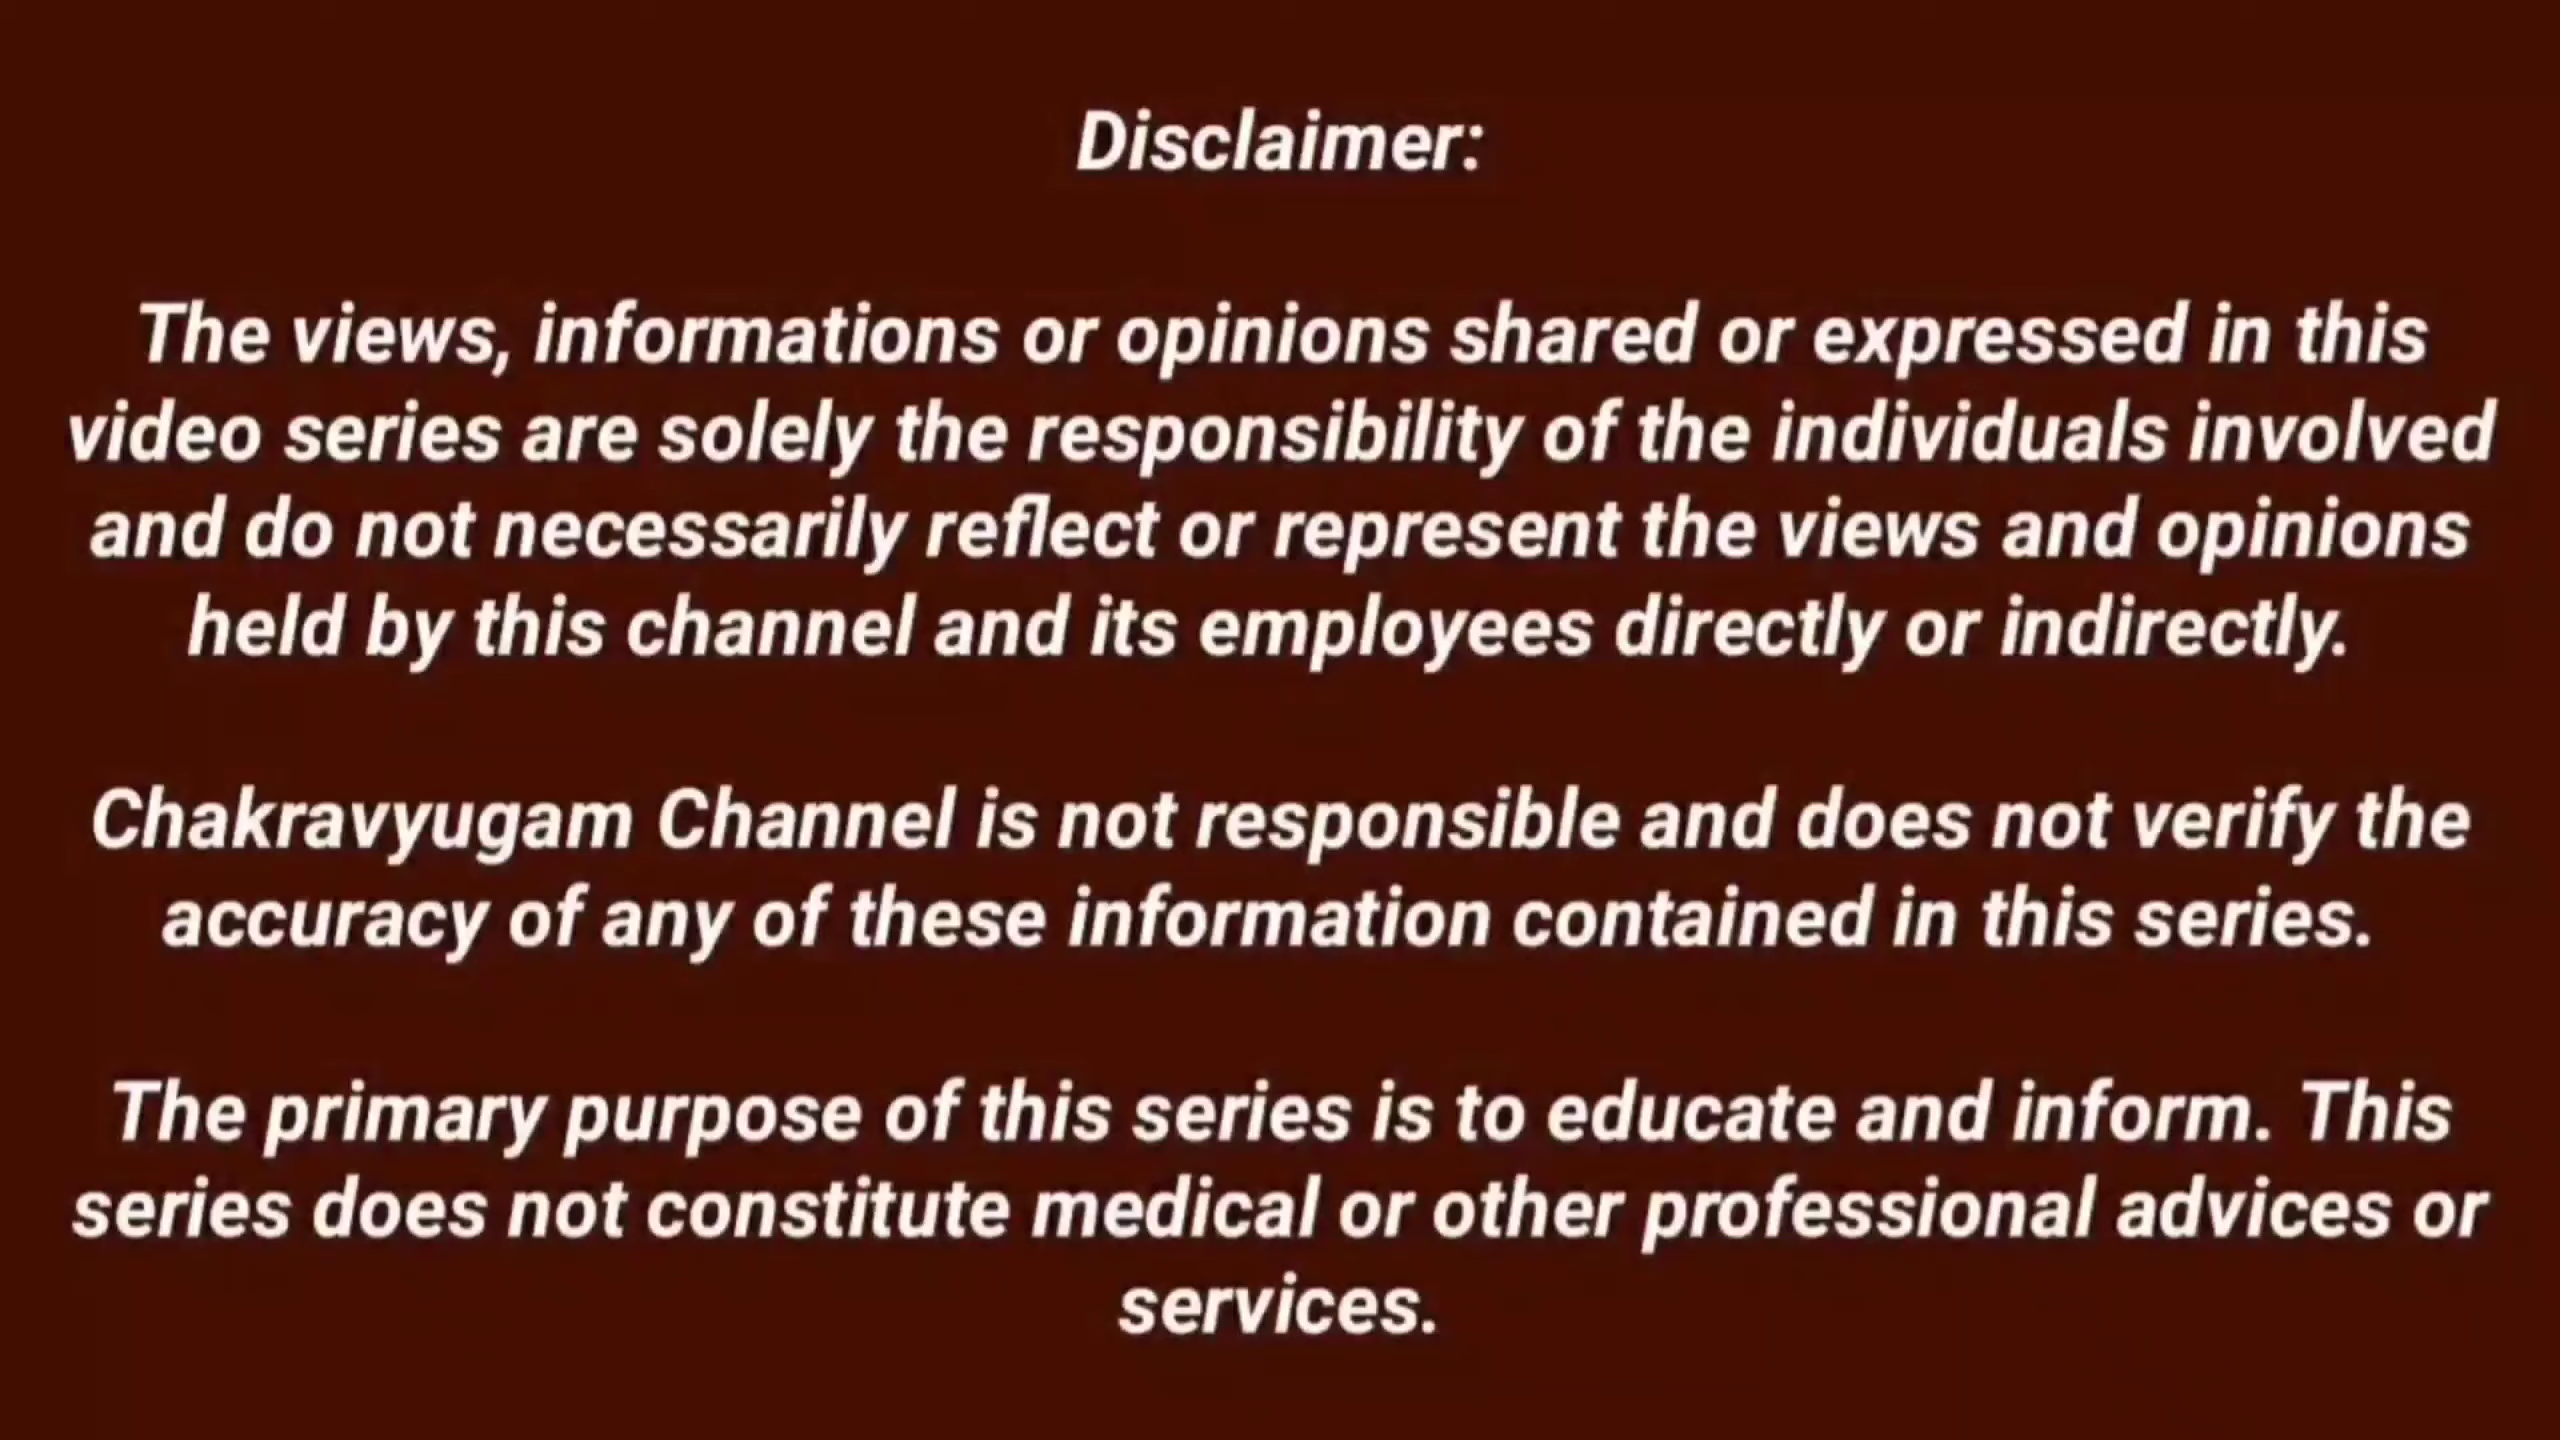 Disclaimer:
The views, informations or opinions shared or expressed in this
video series are solely the responsibility of the individuals involved
and do not necessarily reflect or represent the views and opinions
held by this channel and its employees directly or indirectly.
Chakravyugam Channel is not responsible and does not verify the
accuracy of any of these information contained in this series.
The primary purpose of this series is to educate and inform. This
series does not constitute medical or other professional advices or
services.